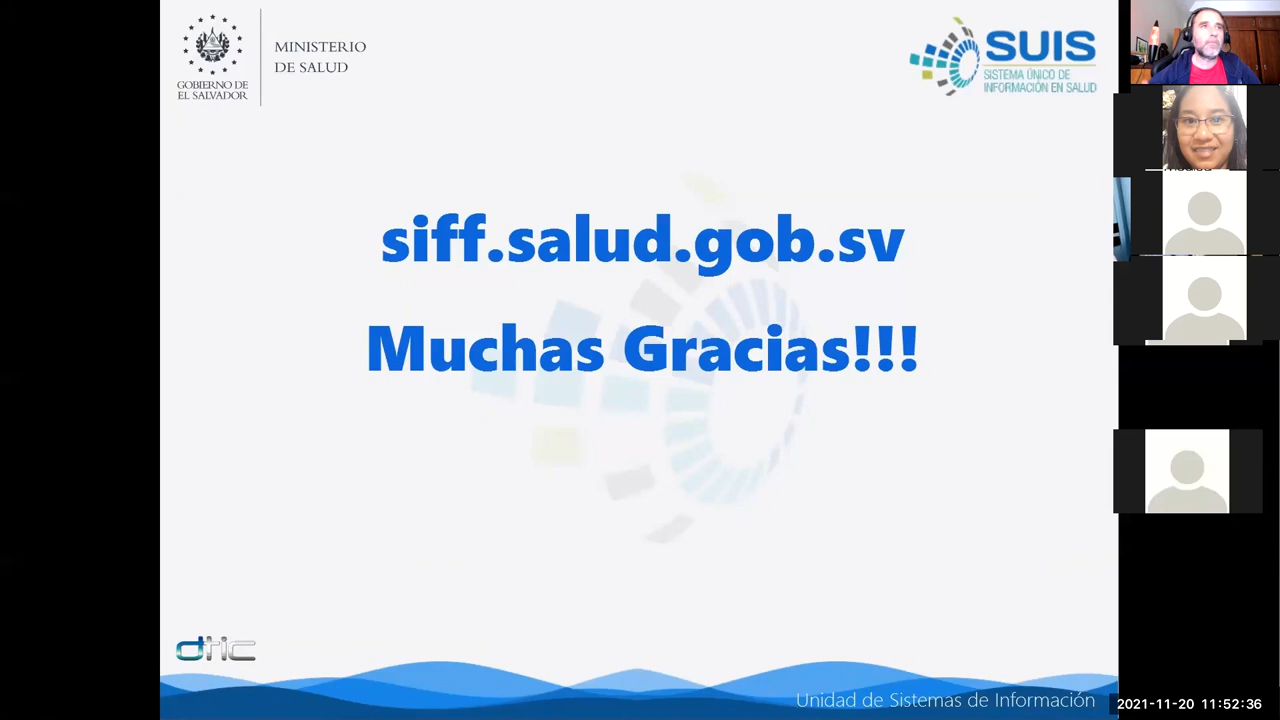 GOBIERNO DE
EL SALVADOR
MINISTERIO
DE SALUD
SUIS
SISTEMA ÚNICO DE
INFORMACIÓN EN SALUD
siff.salud.gob.sv
Muchas Gracias!!!
dtic
Unidad de Sistemas de Información
2021-11-20 11:52:36